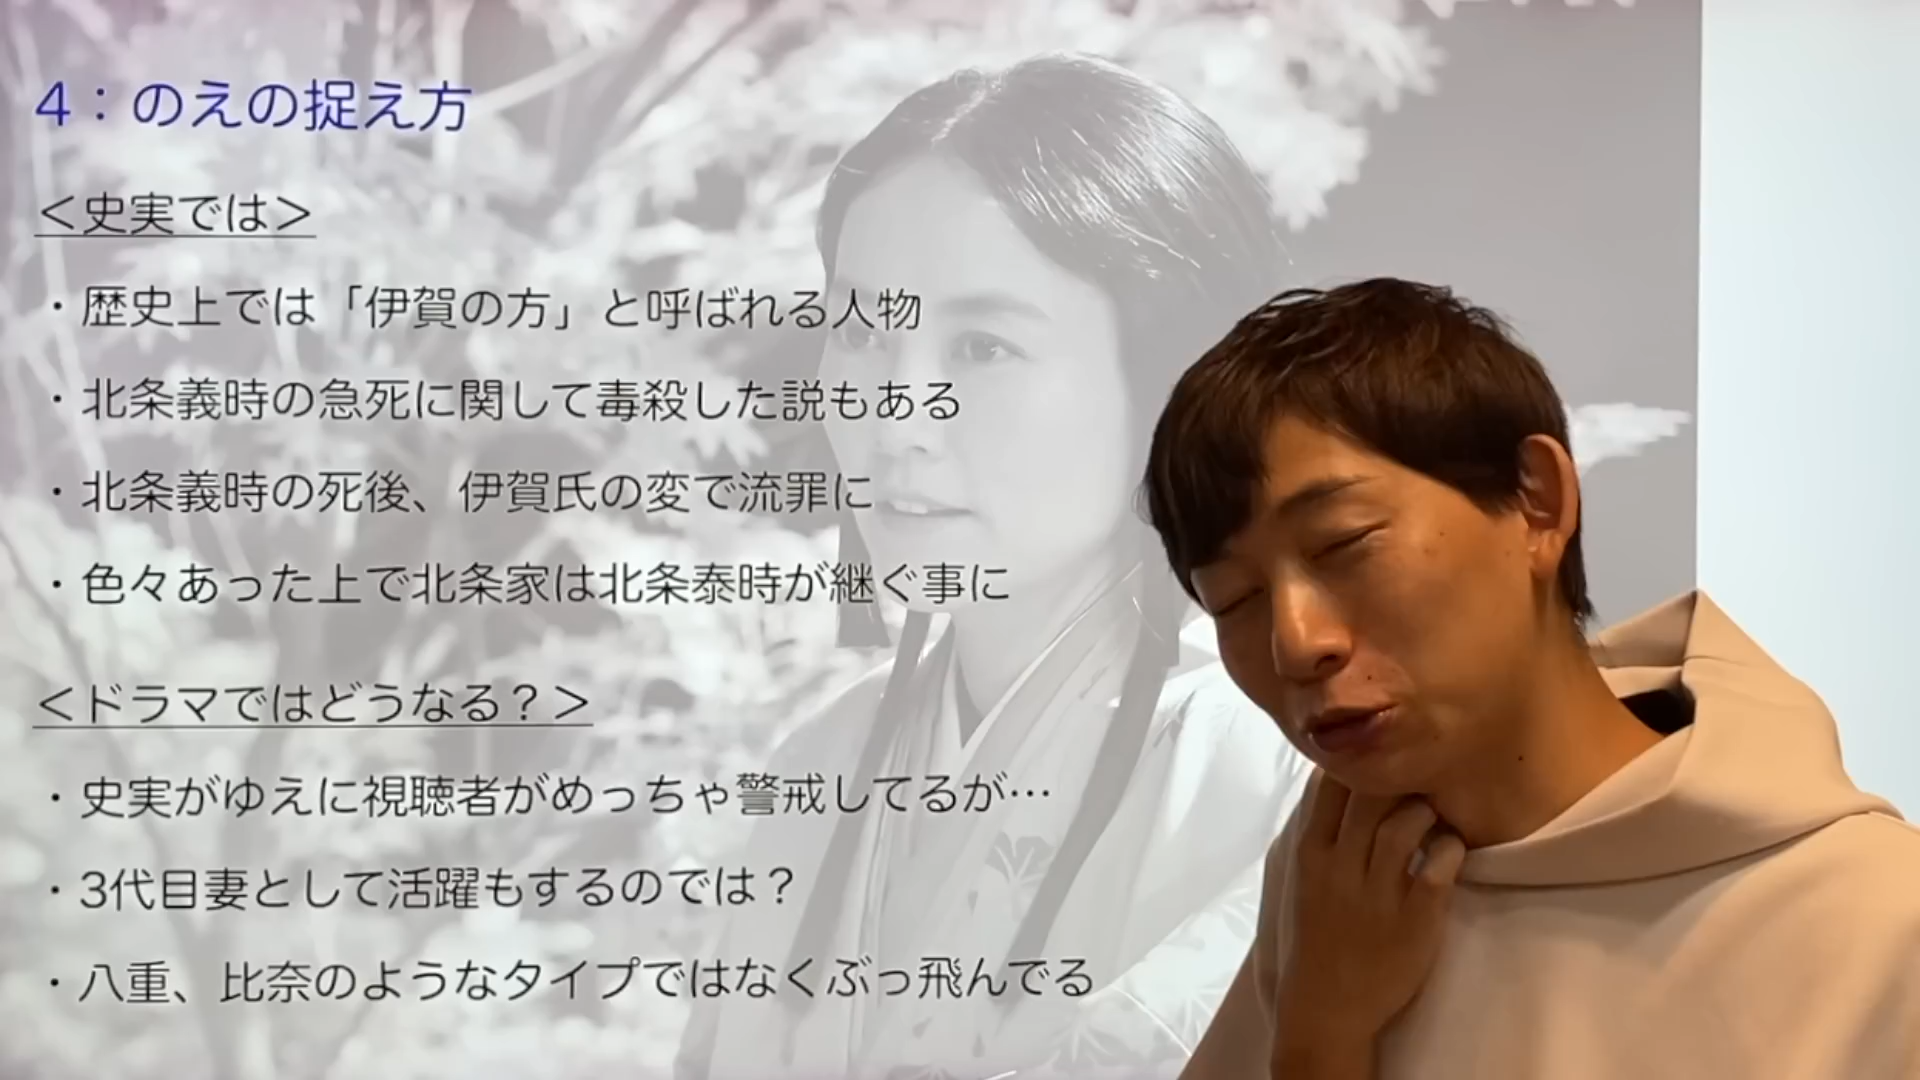 4：のえの捉え方
＜史実では＞
・歴史上では「伊賀の方」と呼ばれる人物
・北条義時の急死に関して毒殺した説もある
・北条義時の死後、伊賀氏の変で流罪に
・色々あった上で北条家は北条泰時が継ぐ事に
＜ドラマではどうなる？＞
・史実がゆえに視聴者がめっちゃ警戒してるが…
・3代目妻として活躍もするのでは？
・八重、比奈のようなタイプではなくぶっ飛んでる